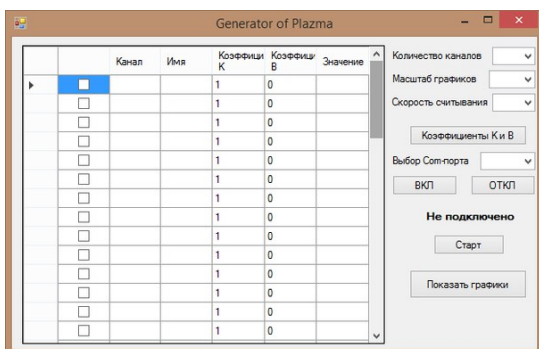 Generator of Plazma
Канал Имя Коэффици К Коэффици В Значение
1 0
1 0
1 0
1 0
1 0
1 0
1 0
1 0
1 0
1 0
1 0
1 0
1 0
1 0
Количество каналов
Масштаб графиков
Скорость считывания
Коэффициенты К и В
Выбор Com-порта
ВКЛ ОТКЛ
Не подключено
Старт
Показать графики